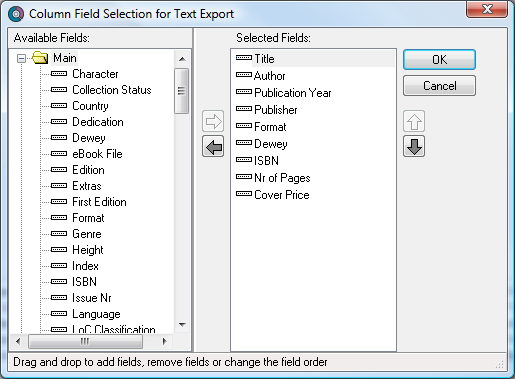 Column Field Selection for Text Export
Available Fields:
Main
Character
Collection Status
Country
Dedication
Dewey
eBook File
Edition
Extras
First Edition
Format
Genre
Height
Index
ISBN
Issue Nr
Language
LoC Classification
Selected Fields:
Title
Author
Publication Year
Publisher
Format
Dewey
ISBN
Nr of Pages
Cover Price
OK
Cancel
Drag and drop to add fields, remove fields or change the field order